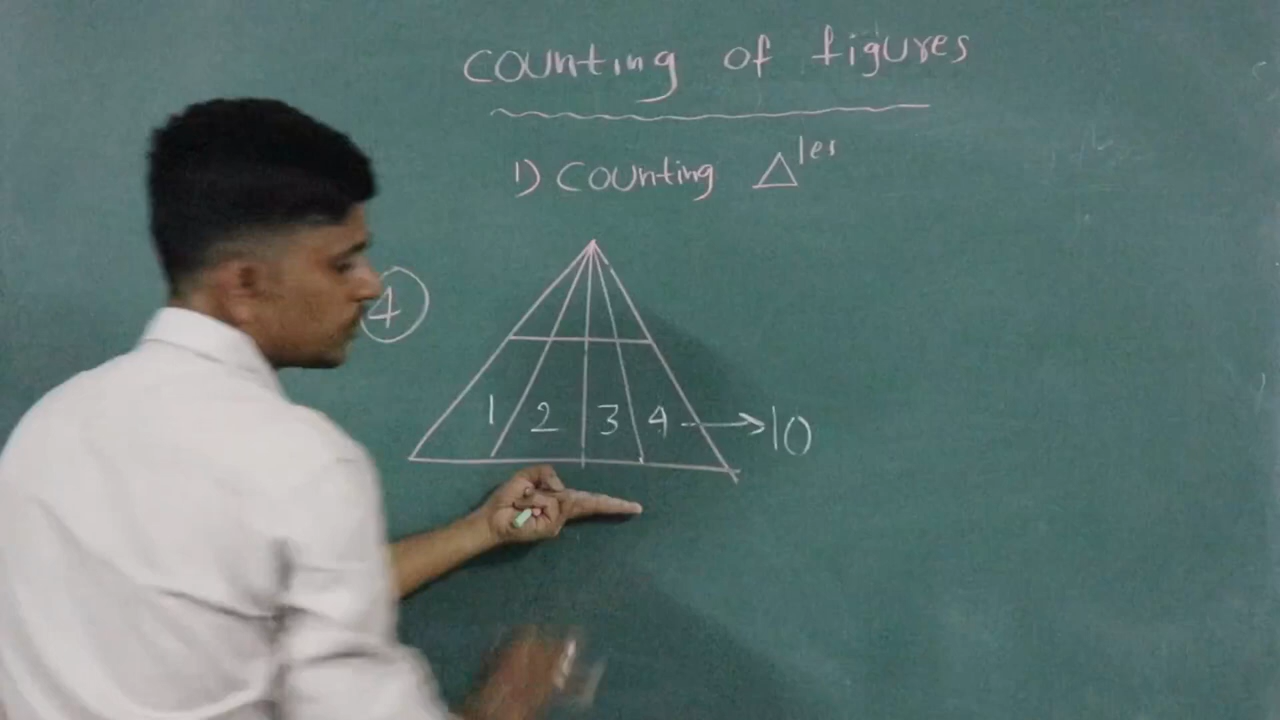 counting of figures
1) counting △les
4
1 2 3 4 → 10